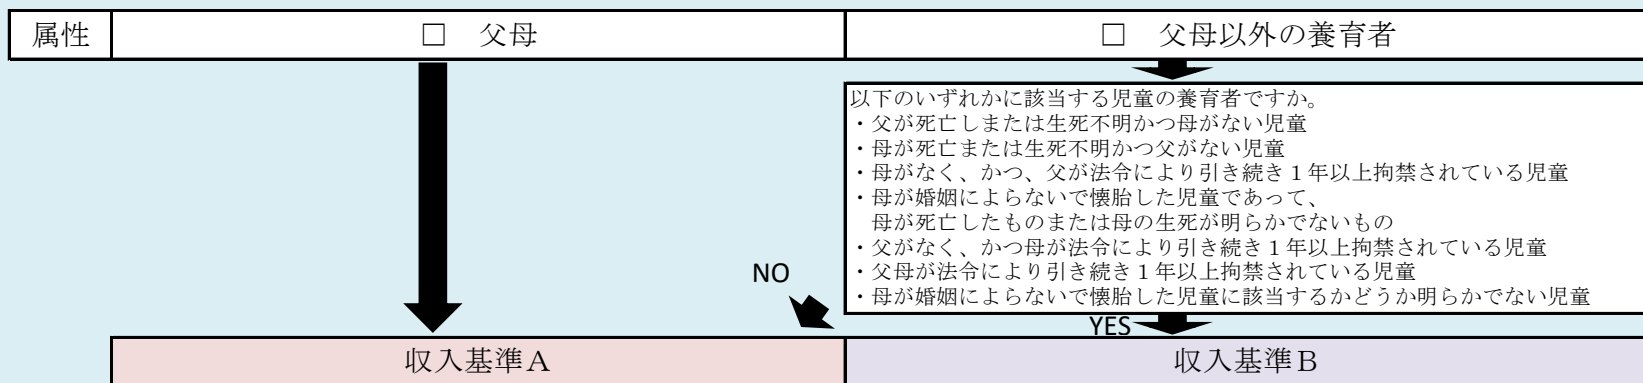 属性
□ 父母
□ 父母以外の養育者
以下のいずれかに該当する児童の養育者ですか。
・父が死亡しまたは生死不明かつ母がない児童
・母が死亡または生死不明かつ父がない児童
・母がなく、かつ、父が法令により引き続き１年以上拘禁されている児童
・母が婚姻によらないで懐胎した児童であって、
母が死亡したものまたは母の生死が明らかでないもの
・父がなく、かつ母が法令により引き続き１年以上拘禁されている児童
・父母が法令により引き続き１年以上拘禁されている児童
・母が婚姻によらないで懐胎した児童に該当するかどうか明らかでない児童
NO
YES
収入基準Ａ
収入基準Ｂ